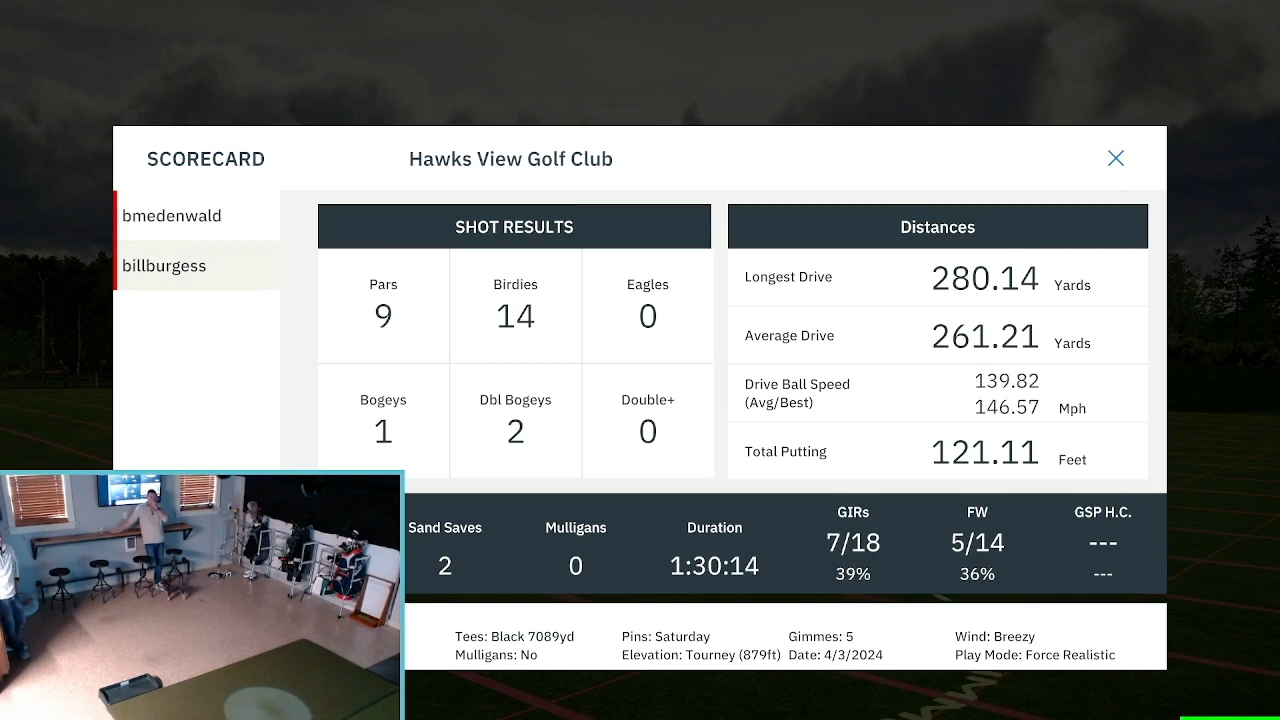 SCORECARD
Hawks View Golf Club
bmedenwald
billburgess
SHOT RESULTS
Pars
Birdies
Eagles
9
14
0
Bogeys
Dbl Bogeys
Double+
1
2
0
Distances
Longest Drive
280.14 Yards
Average Drive
261.21 Yards
Drive Ball Speed
(Avg/Best)
139.82
146.57 Mph
Total Putting
121.11 Feet
Sand Saves
2
Mulligans
0
Duration
1:30:14
GIRs
7/18
39%
FW
5/14
36%
GSP H.C.
---
---
Tees: Black 7089yd
Mulligans: No
Pins: Saturday
Elevation: Tourney (879ft)
Gimmes: 5
Date: 4/3/2024
Wind: Breezy
Play Mode: Force Realistic